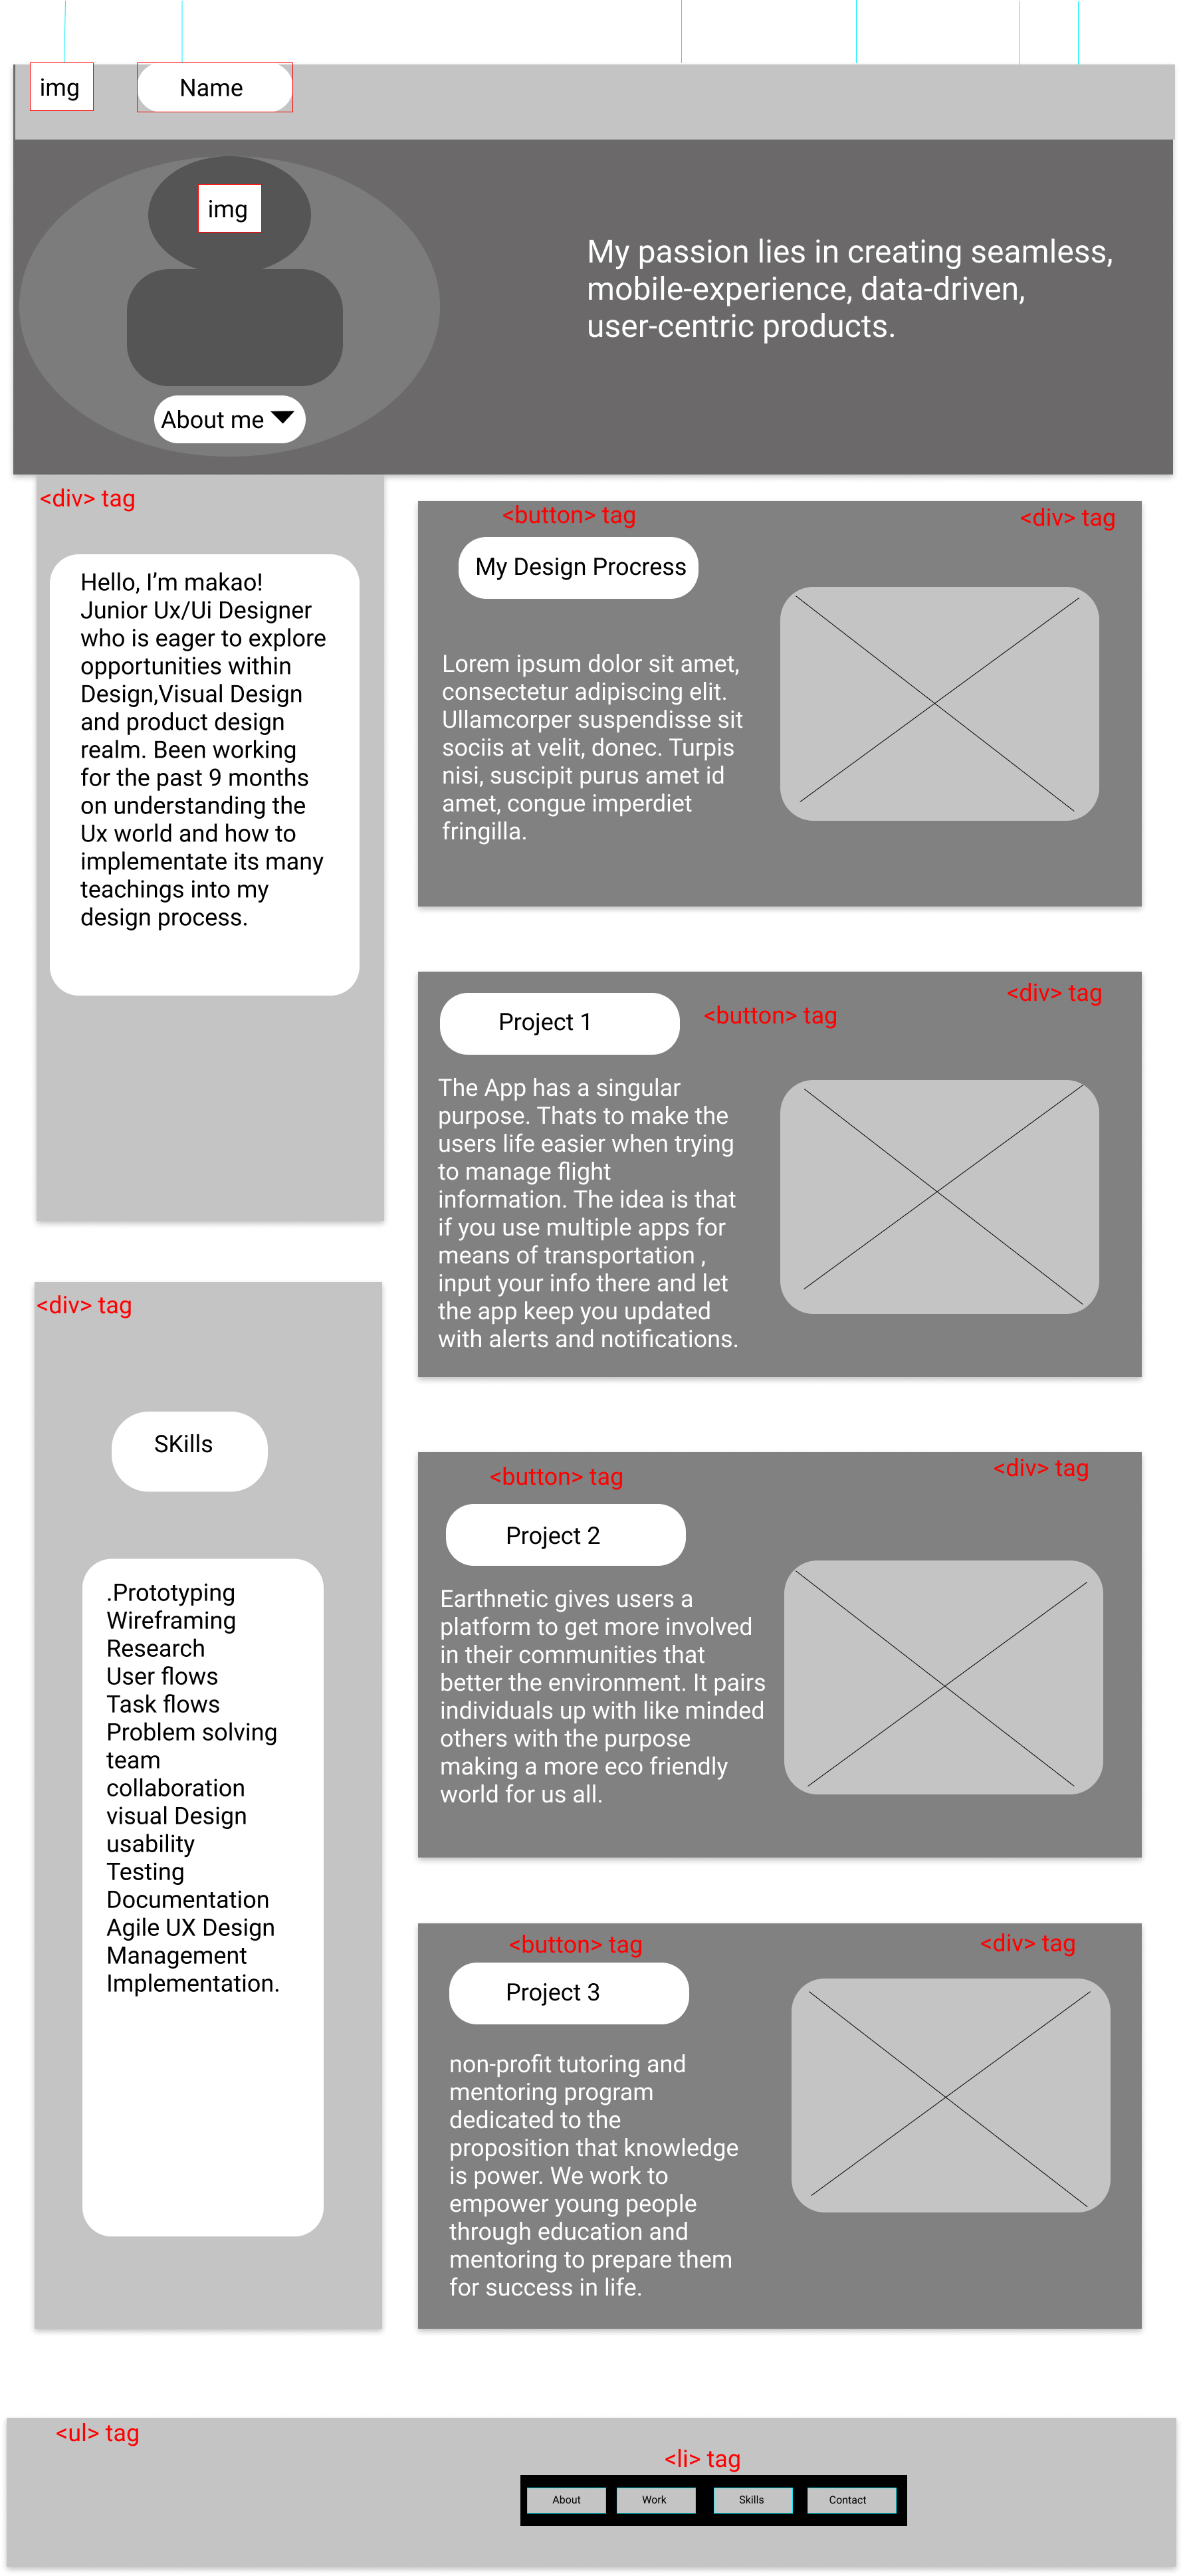 img
Name
img
My passion lies in creating seamless,
mobile-experience, data-driven,
user-centric products.
About me
<div> tag
Hello, I’m makao!
Junior Ux/Ui Designer
who is eager to explore
opportunities within
Design,Visual Design
and product design
realm. Been working
for the past 9 months
on understanding the
Ux world and how to
implementate its many
teachings into my
design process.
<button> tag
<div> tag
My Design Procress
Lorem ipsum dolor sit amet,
consectetur adipiscing elit.
Ullamcorper suspendisse sit
sociis at velit, donec. Turpis
nisi, suscipit purus amet id
amet, congue imperdiet
fringilla.
<div> tag
Project 1
<button> tag
The App has a singular
purpose. Thats to make the
users life easier when trying
to manage flight
information. The idea is that
if you use multiple apps for
means of transportation ,
input your info there and let
the app keep you updated
with alerts and notifications.
<div> tag
SKills
.Prototyping
Wireframing
Research
User flows
Task flows
Problem solving
team
collaboration
visual Design
usability
Testing
Documentation
Agile UX Design
Management
Implementation.
<button> tag
<div> tag
Project 2
Earthnetic gives users a
platform to get more involved
in their communities that
better the environment. It pairs
individuals up with like minded
others with the purpose
making a more eco friendly
world for us all.
<button> tag
<div> tag
Project 3
non-profit tutoring and
mentoring program
dedicated to the
proposition that knowledge
is power. We work to
empower young people
through education and
mentoring to prepare them
for success in life.
<ul> tag
<li> tag
About
Work
Skills
Contact